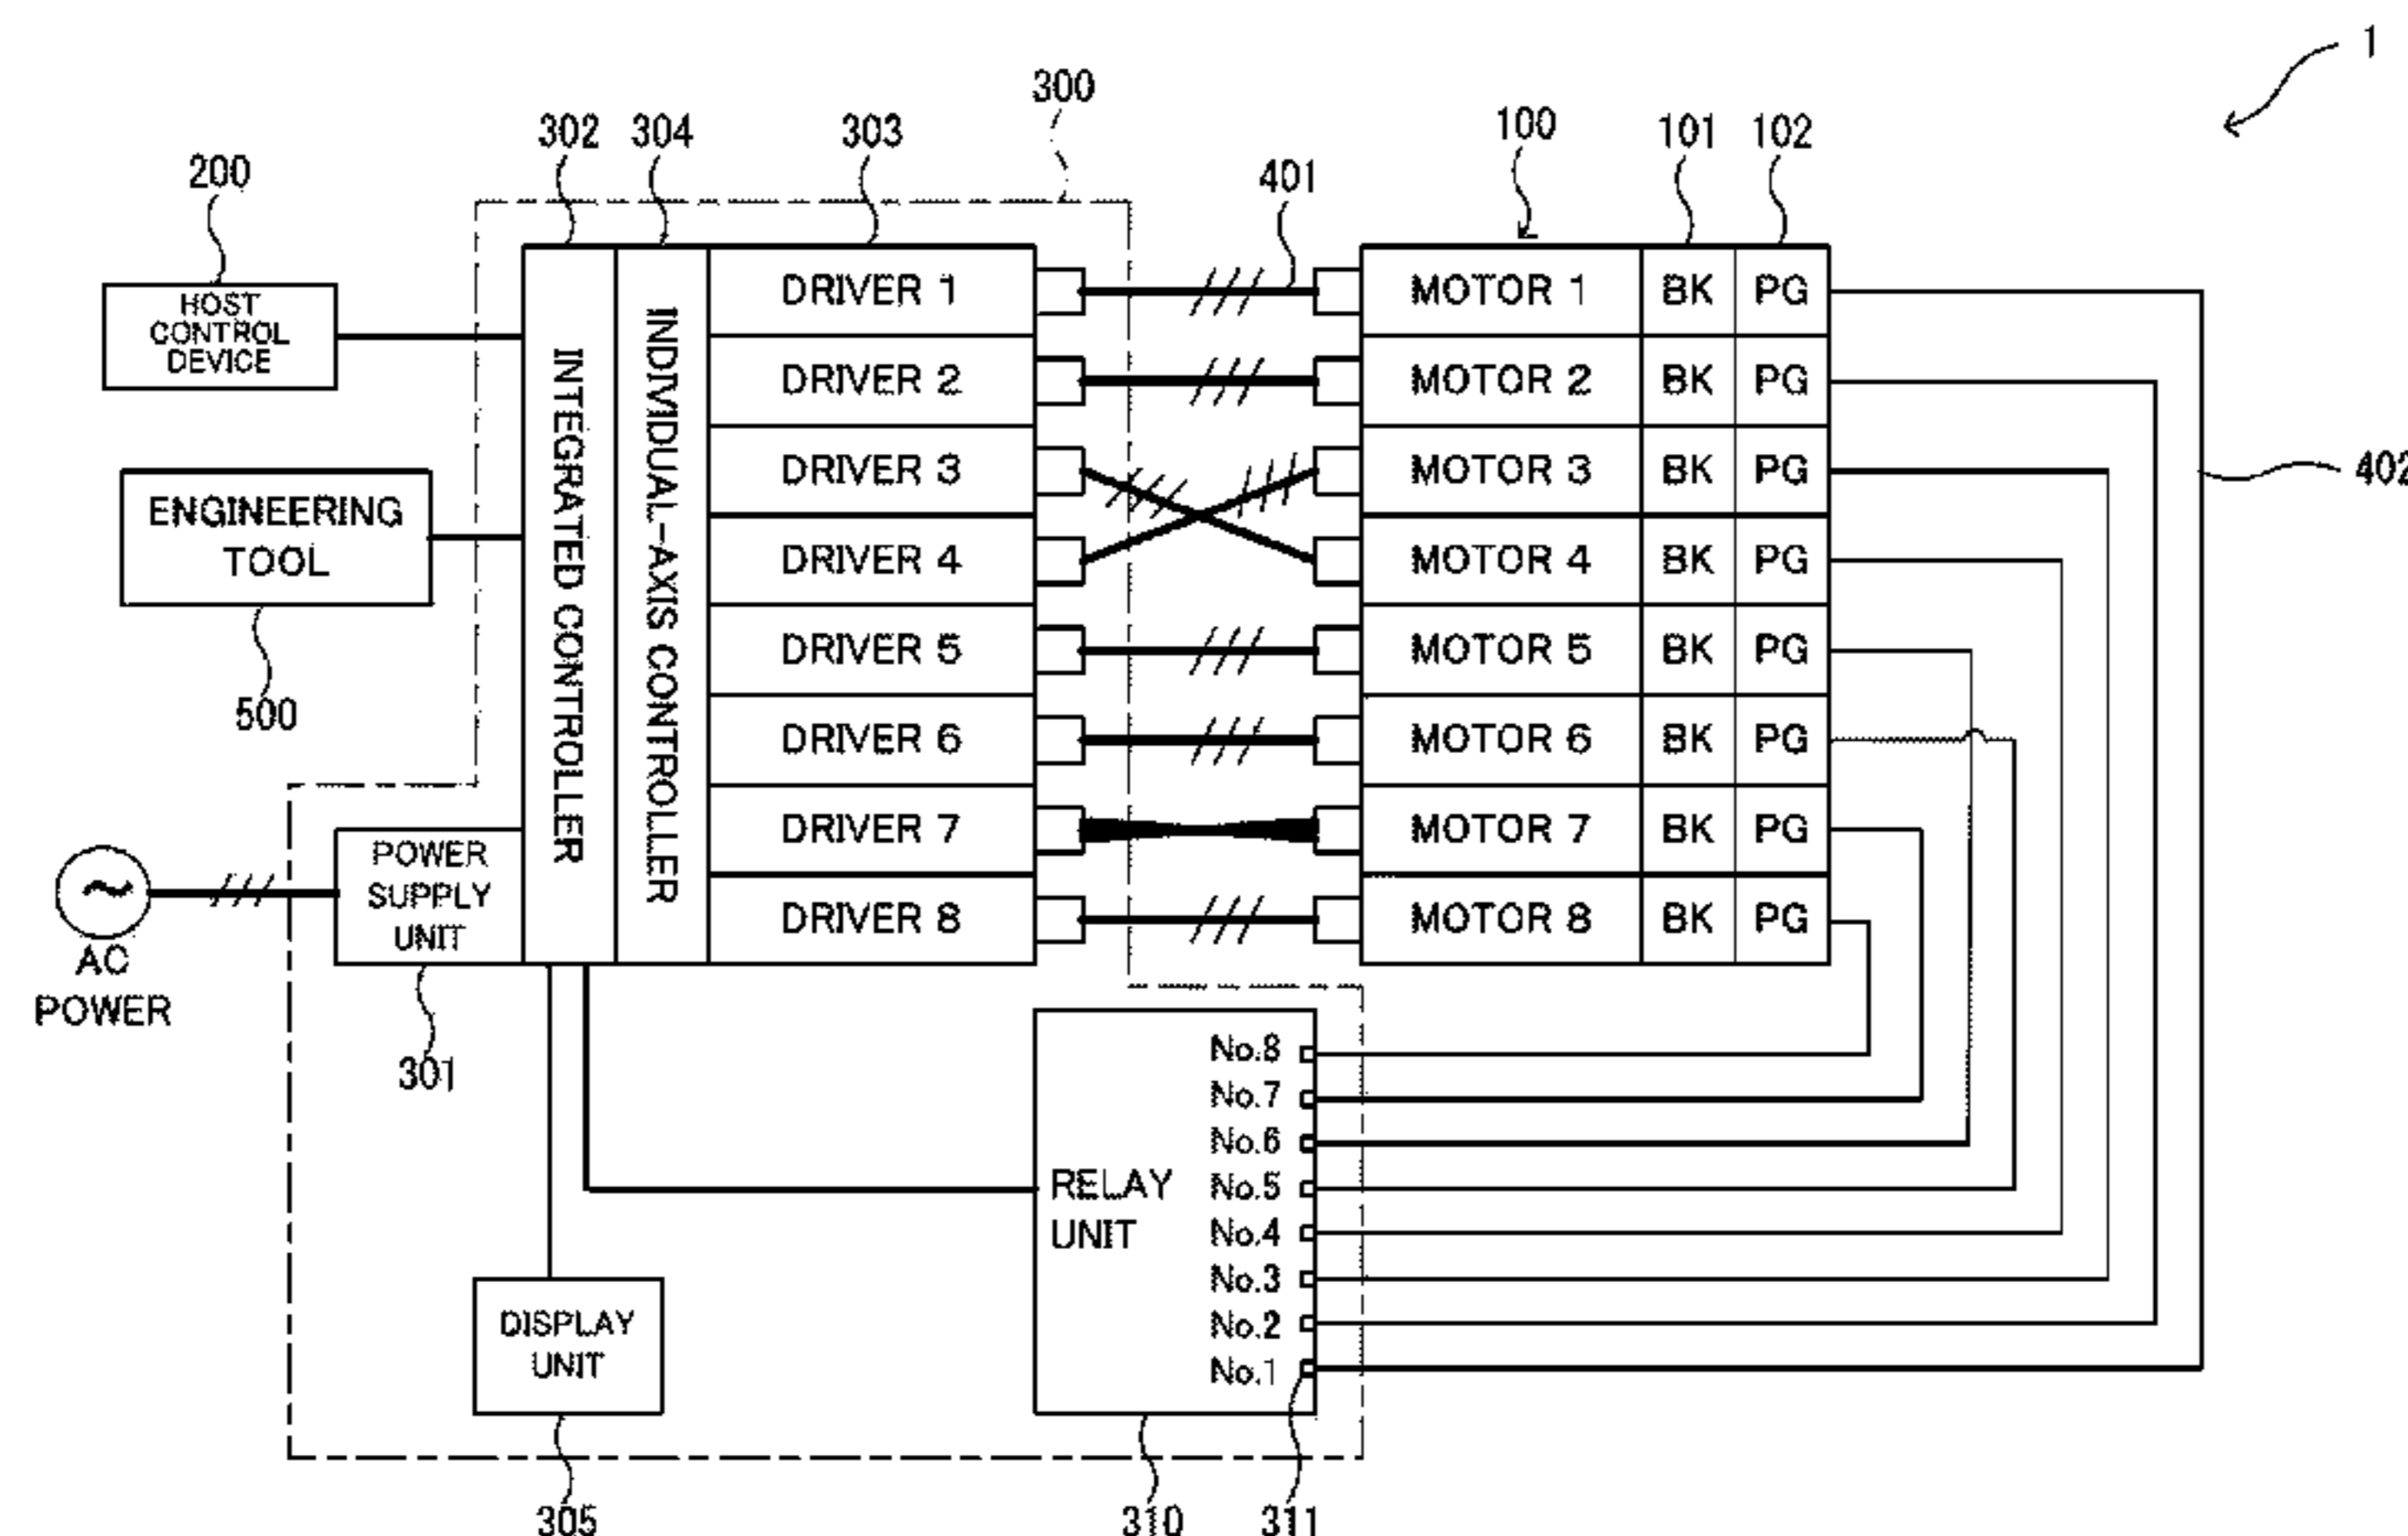 1
300
302
304
303
100
101
102
200
401
HOST
CONTROL
DEVICE
INTEGRATED CONTROLLER
INDIVIDUAL-AXIS CONTROLLER
DRIVER 1
MOTOR 1 BK PG
DRIVER 2
MOTOR 2 BK PG
DRIVER 3
MOTOR 3 BK PG
402
ENGINEERING
TOOL
DRIVER 4
MOTOR 4 BK PG
DRIVER 5
MOTOR 5 BK PG
500
DRIVER 6
MOTOR 6 BK PG
DRIVER 7
MOTOR 7 BK PG
POWER
SUPPLY
UNIT
DRIVER 8
MOTOR 8 BK PG
~
AC
POWER
301
No.8
No.7
No.6
RELAY
UNIT
No.5
No.4
No.3
No.2
No.1
DISPLAY
UNIT
305
310
311